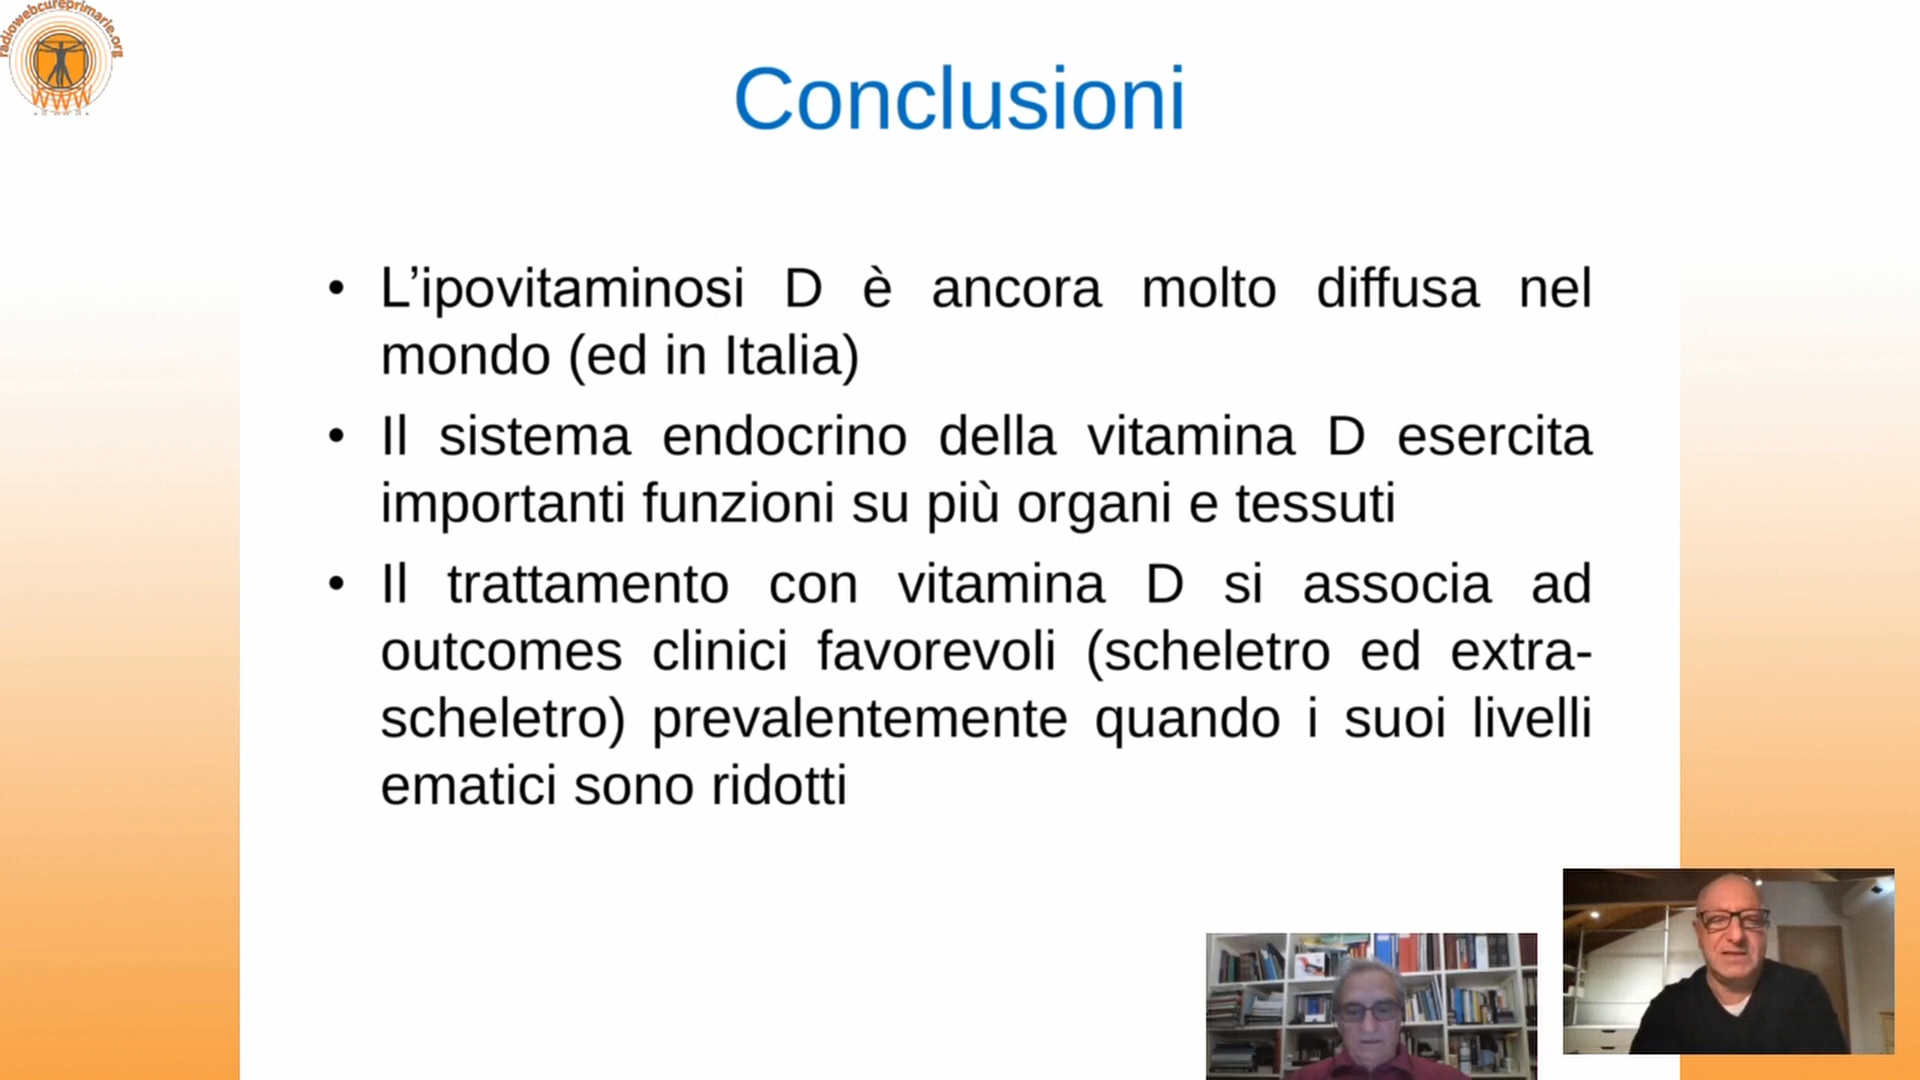 radiowebcureprimarie.org
WWW
Conclusioni
• L’ipovitaminosi D è ancora molto diffusa nel
mondo (ed in Italia)
• Il sistema endocrino della vitamina D esercita
importanti funzioni su più organi e tessuti
• Il trattamento con vitamina D si associa ad
outcomes clinici favorevoli (scheletro ed extra-
scheletro) prevalentemente quando i suoi livelli
ematici sono ridotti